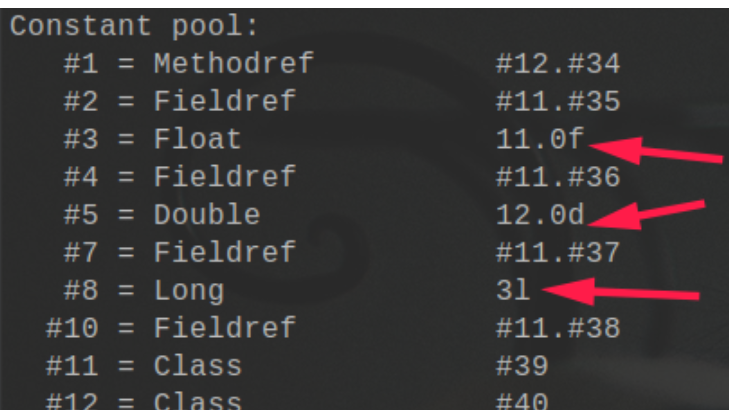 Constant pool:
#1 = Methodref #12.#34
#2 = Fieldref #11.#35
#3 = Float 11.0f
#4 = Fieldref #11.#36
#5 = Double 12.0d
#7 = Fieldref #11.#37
#8 = Long 3l
#10 = Fieldref #11.#38
#11 = Class #39
#12 = Class #40